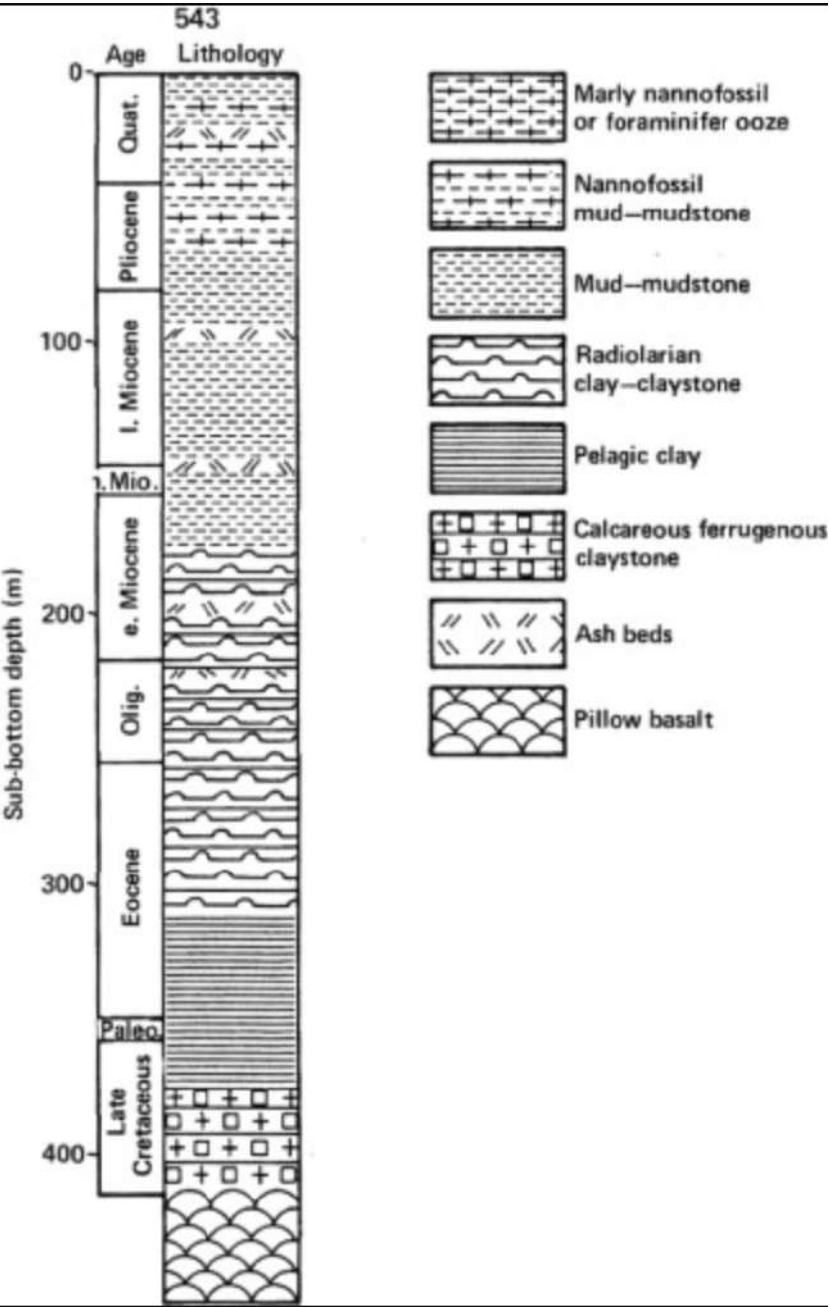 543
Age Lithology
0
Quat.
Pliocene
100
l. Miocene
.Mio.
e. Miocene
200
Olig.
Eocene
300
Paleo.
Late
Cretaceous
400
Sub-bottom depth (m)
Marly nannofossil
or foraminifer ooze
Nannofossil
mud–mudstone
Mud–mudstone
Radiolarian
clay–claystone
Pelagic clay
Calcareous ferrugenous
claystone
Ash beds
Pillow basalt